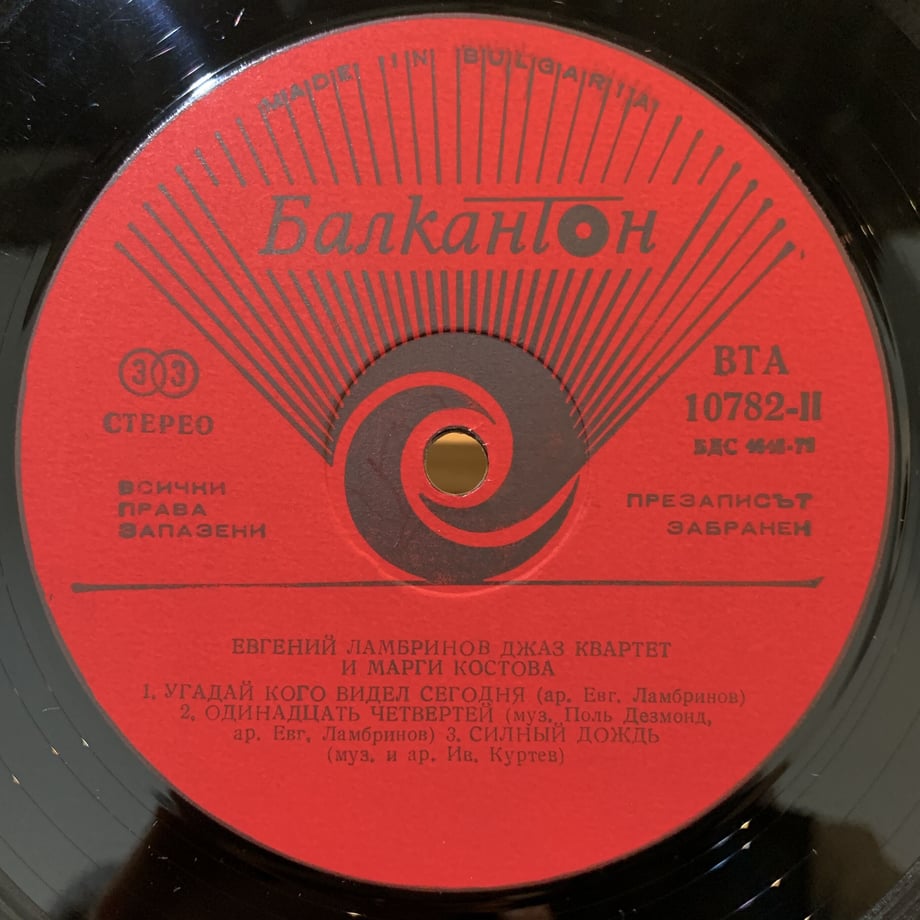 MADE IN BULGARIA
Балкантон
33
СТЕРЕО
ВТА
10782-II
БДС
ВСИЧКИ
ПРАВА
ЗАПАЗЕНИ
ПРЕЗАПИСЪТ
ЗАБРАНЕН
ЕВГЕНИЙ ЛАМБРИНОВ ДЖАЗ КВАРТЕТ
И МАРГИ КОСТОВА
1. УГАДАЙ КОГО ВИДЕЛ СЕГОДНЯ (ар. Евг. Ламбринов)
2. ОДИНАДЦАТЬ ЧЕТВЕРТЕЙ (муз. Поль Дезмонд,
ар. Евг. Ламбринов) 3. СИЛНЫЙ ДОЖДЬ
(муз. и ар. Ив. Куртев)